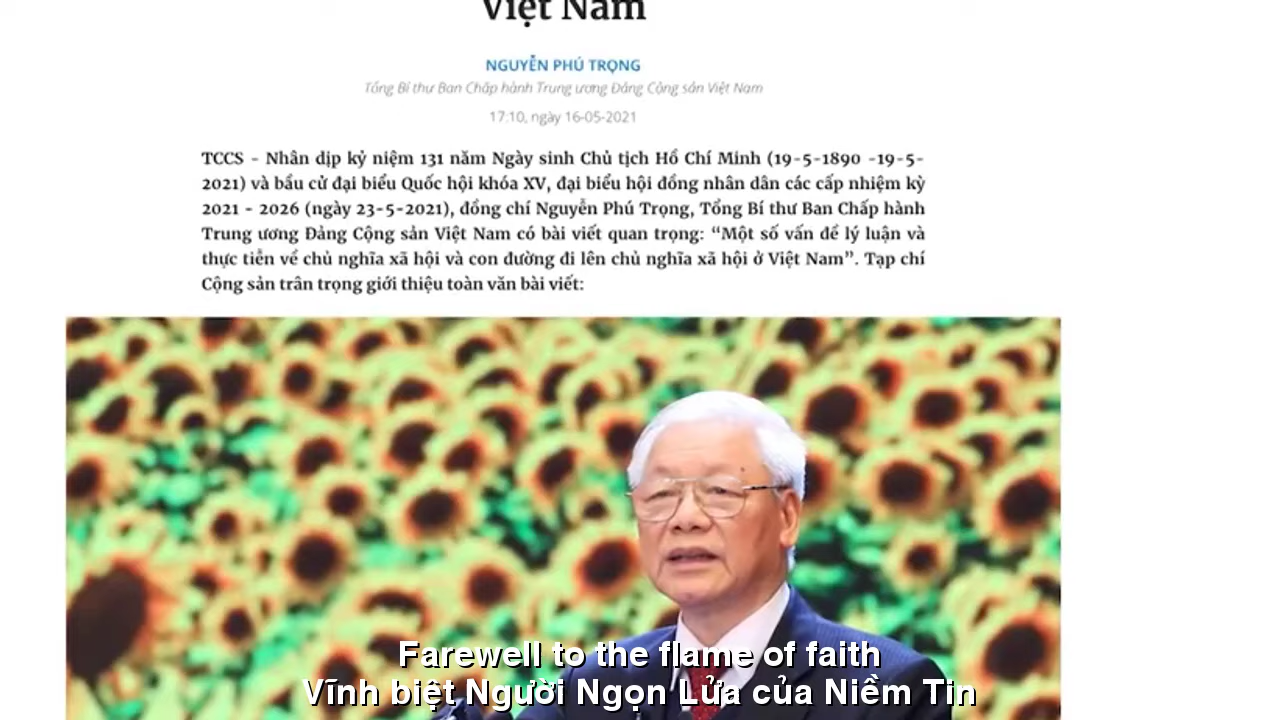 Việt Nam
NGUYỄN PHÚ TRỌNG
Tổng Bí thư Ban Chấp hành Trung ương Đảng Cộng sản Việt Nam
17:10, ngày 16-05-2021
TCCS - Nhân dịp kỷ niệm 131 năm Ngày sinh Chủ tịch Hồ Chí Minh (19-5-1890 -19-5-
2021) và bầu cử đại biểu Quốc hội khóa XV, đại biểu hội đồng nhân dân các cấp nhiệm kỳ
2021 - 2026 (ngày 23-5-2021), đồng chí Nguyễn Phú Trọng, Tổng Bí thư Ban Chấp hành
Trung ương Đảng Cộng sản Việt Nam có bài viết quan trọng: “Một số vấn đề lý luận và
thực tiễn về chủ nghĩa xã hội và con đường đi lên chủ nghĩa xã hội ở Việt Nam”. Tạp chí
Cộng sản trân trọng giới thiệu toàn văn bài viết:
Farewell to the flame of faith
Vĩnh biệt Người Ngọn Lửa của Niềm Tin